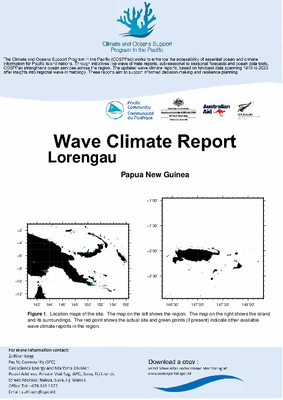 Climate and Oceans Support
Program in the Pacific
The Climate and Oceans Support Program in the Pacific (COSPPac) works to enhance the accessibility of essential ocean and climate
information for Pacific Island nations. Through initiatives like wave climate reports, sub-seasonal to seasonal forecasts and ocean data tools,
COSPPac strengthens ocean services across the region. The updated wave climate reports, based on hindcast data spanning 1979 to 2023
offer insights into regional wave climatology. These reports aim to support informed decision-making and resilience planning.
Pacific
Community
Communauté
du Pacifique
Australian
Aid
Wave Climate Report
Lorengau
Papua New Guinea
−2
−4
−6
−8
−10
−12
142 144 146 148 150 152 154 156
−1°00'
−1°30'
−2°00'
−2°30'
146°30' 147°00' 147°30' 148°00'
Figure 1. Location maps of the site. The map on the left shows the region. The map on the right shows the island
and its surroundings. The red point shows the actual site and green points (if present) indicate other available
wave climate reports in the region.
For more information contact:
Pacific Community (SPC)
Geoscience Energy and Maritime Division
Download a copy :